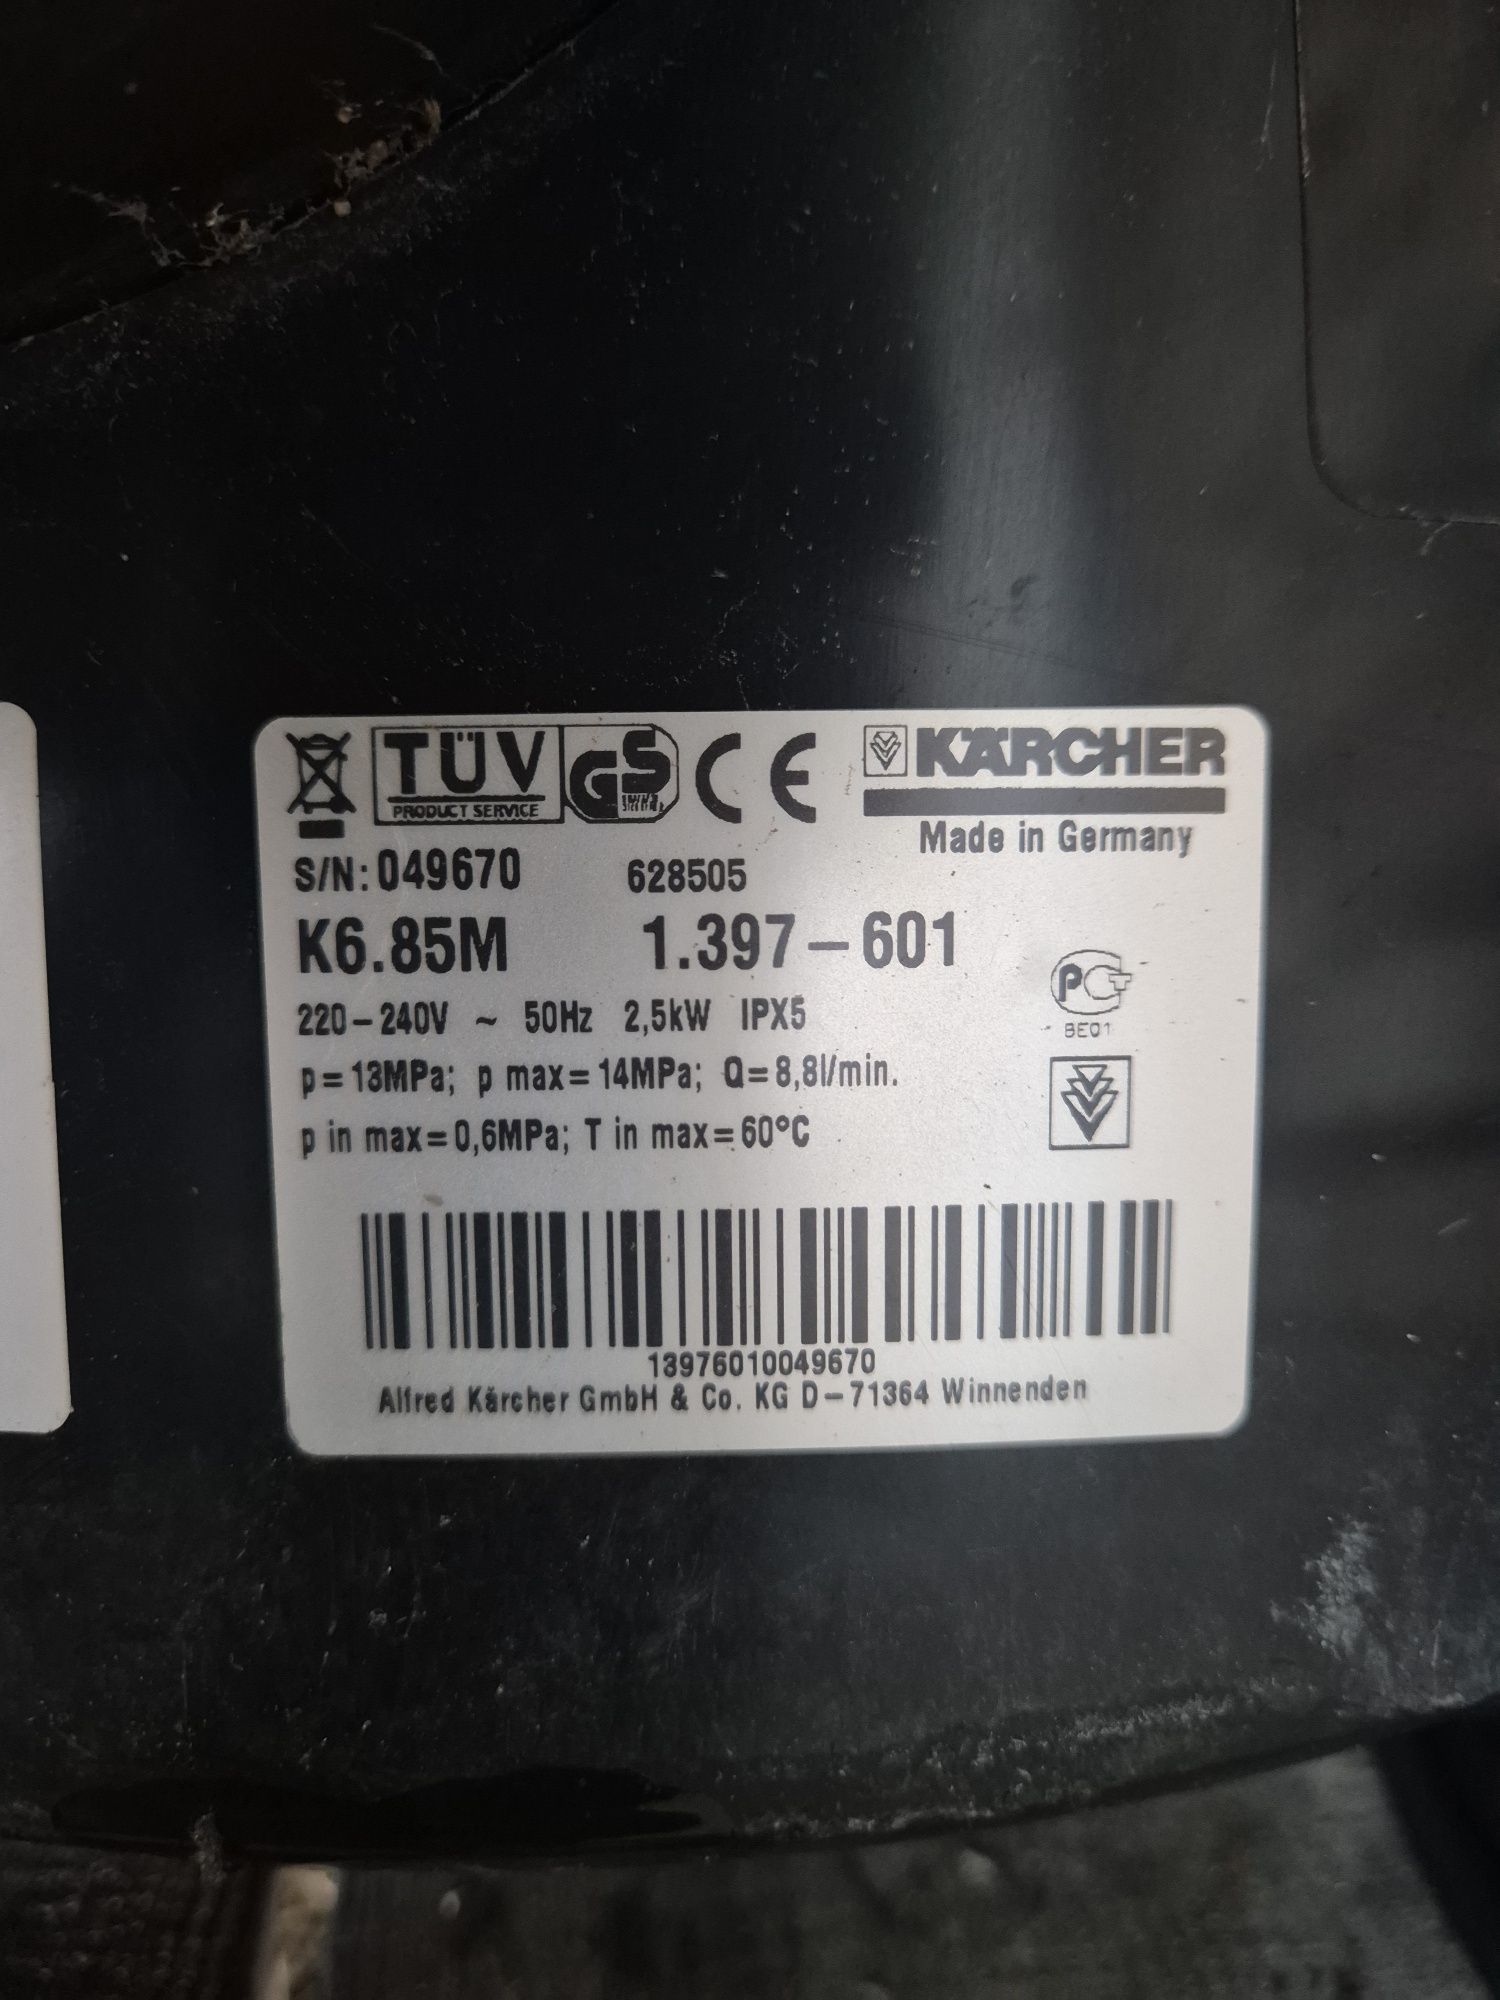 TÜV GS CE KÄRCHER
PRODUCT SERVICE
Made in Germany
S/N: 049670 628505
K6.85M 1.397-601
220-240V ~ 50Hz 2,5kW IPX5
BE01
p=13MPa; p max=14MPa; Q=8,8l/min.
p in max=0,6MPa; T in max=60°C
13976010049670
Alfred Kärcher GmbH & Co. KG D-71364 Winnenden